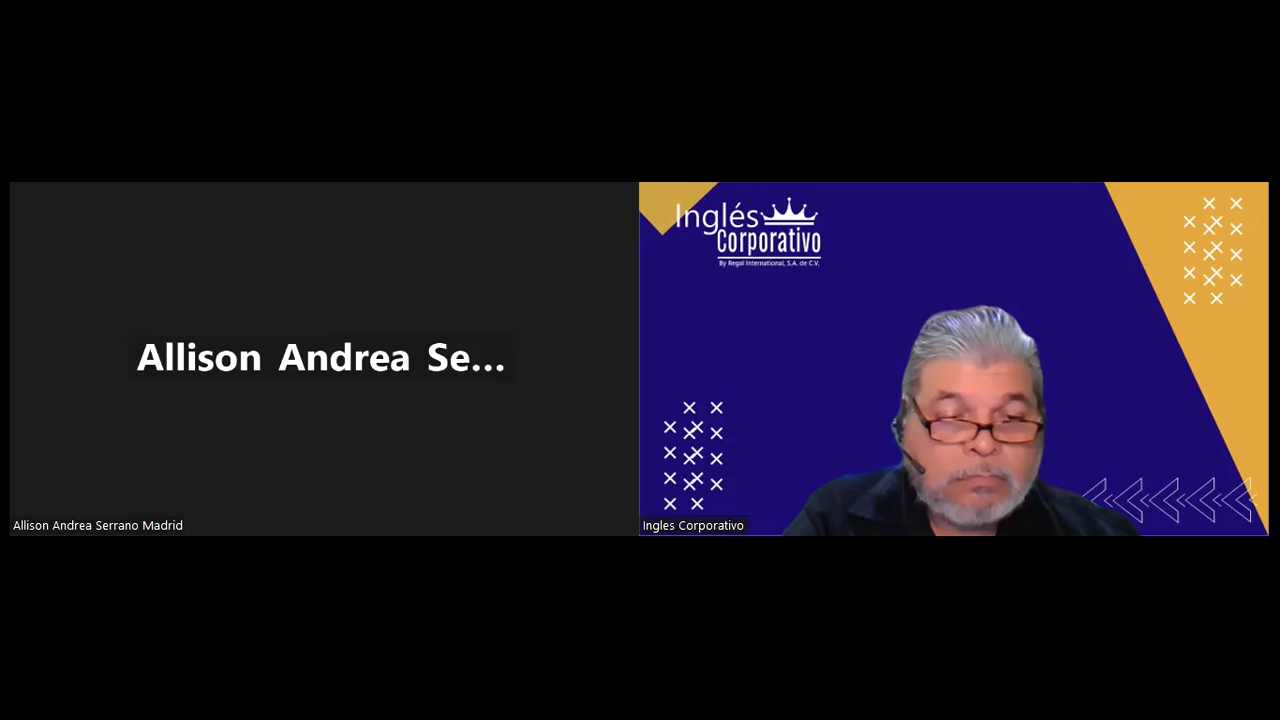 Allison Andrea Se...
Allison Andrea Serrano Madrid
Inglés
Corporativo
By Regal International, S.A. de C.V.
Ingles Corporativo